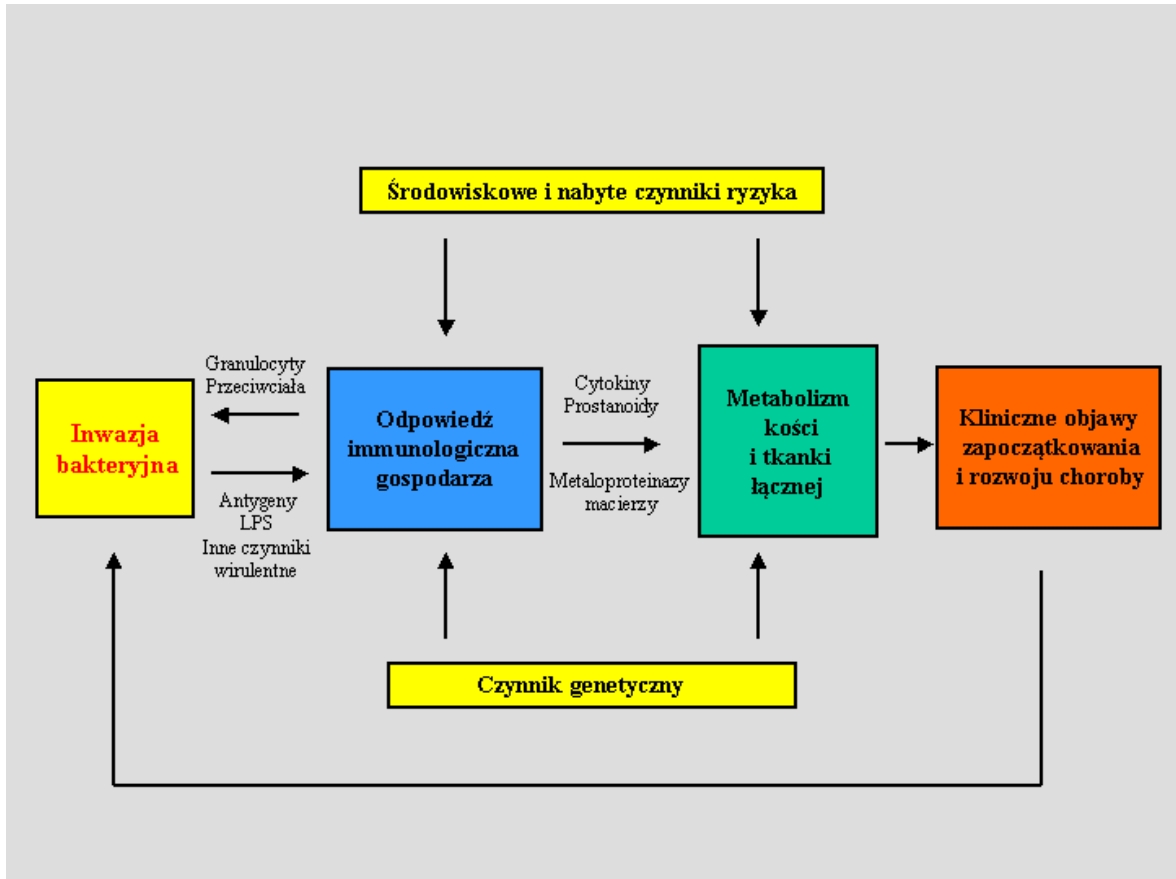 Środowiskowe i nabyte czynniki ryzyka
Granulocyty
Przeciwciała
Inwazja
bakteryjna
Antygeny
LPS
Inne czynniki
wirulentne
Odpowiedź
immunologiczna
gospodarza
Cytokiny
Prostanoidy
Metaloproteinazy
macierzy
Metabolizm
kości
i tkanki
łącznej
Kliniczne objawy
zapoczątkowania
i rozwoju choroby
Czynnik genetyczny